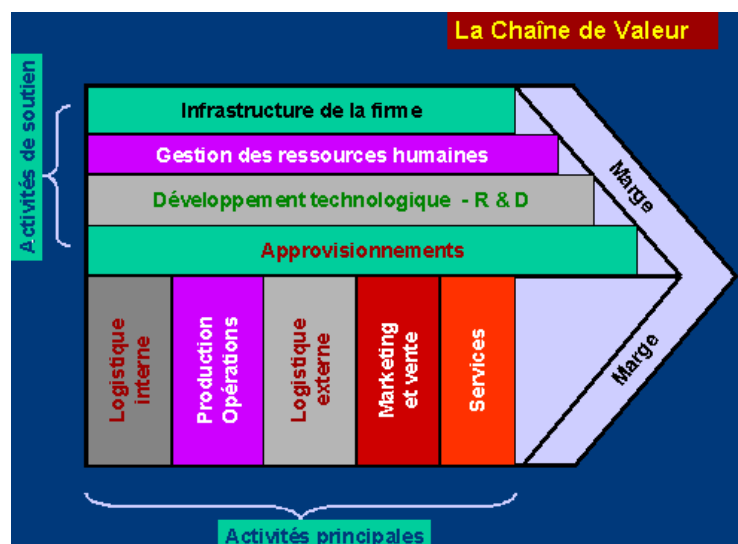 La Chaîne de Valeur
Activités de soutien
Infrastructure de la firme
Gestion des ressources humaines
Développement technologique - R & D
Approvisionnements
Marge
Logistique
interne
Production
Opérations
Logistique
externe
Marketing
et vente
Services
Marge
Activités principales